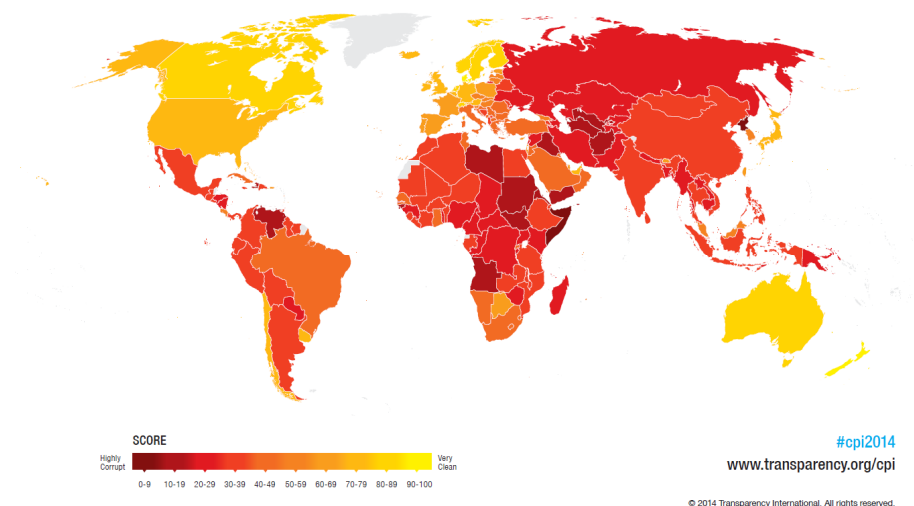 SCORE
Highly
Corrupt
Very
Clean
0-9 10-19 20-29 30-39 40-49 50-59 60-69 70-79 80-89 90-100
#cpi2014
www.transparency.org/cpi
© 2014 Transparency International. All rights reserved.